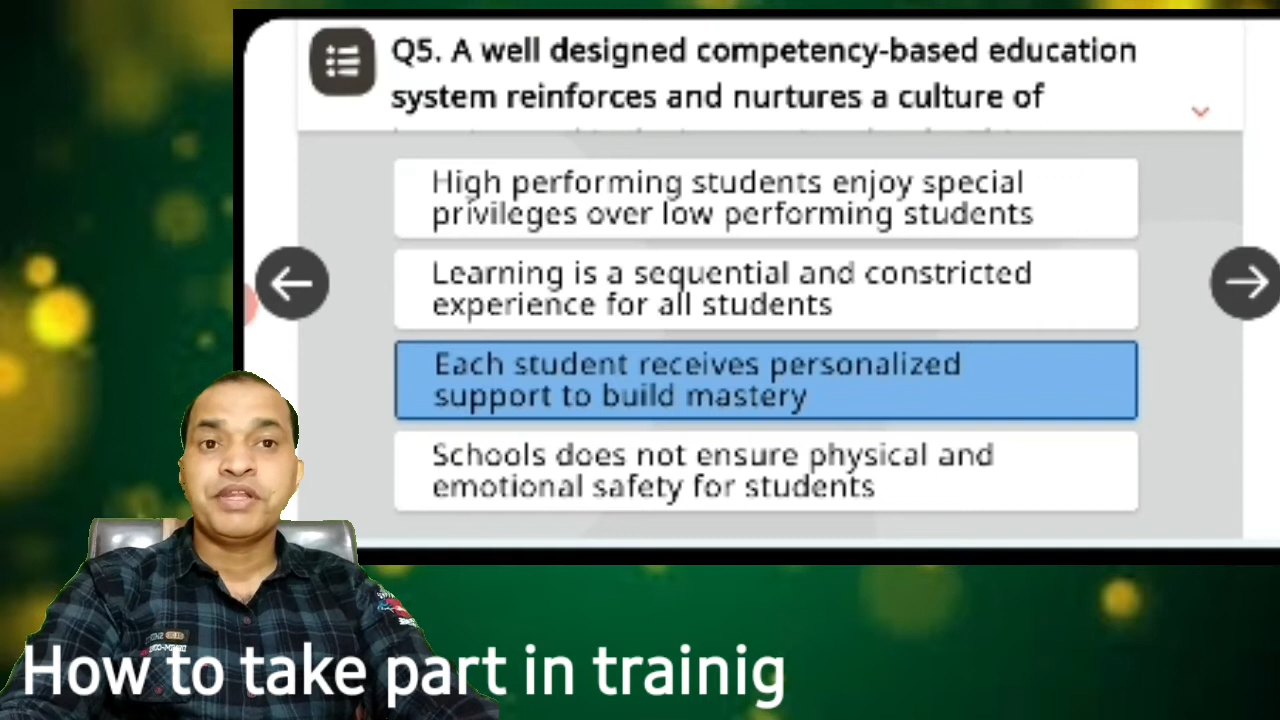 Q5. A well designed competency-based education
system reinforces and nurtures a culture of
High performing students enjoy special
privileges over low performing students
Learning is a sequential and constricted
experience for all students
Each student receives personalized
support to build mastery
Schools does not ensure physical and
emotional safety for students
How to take part in trainig